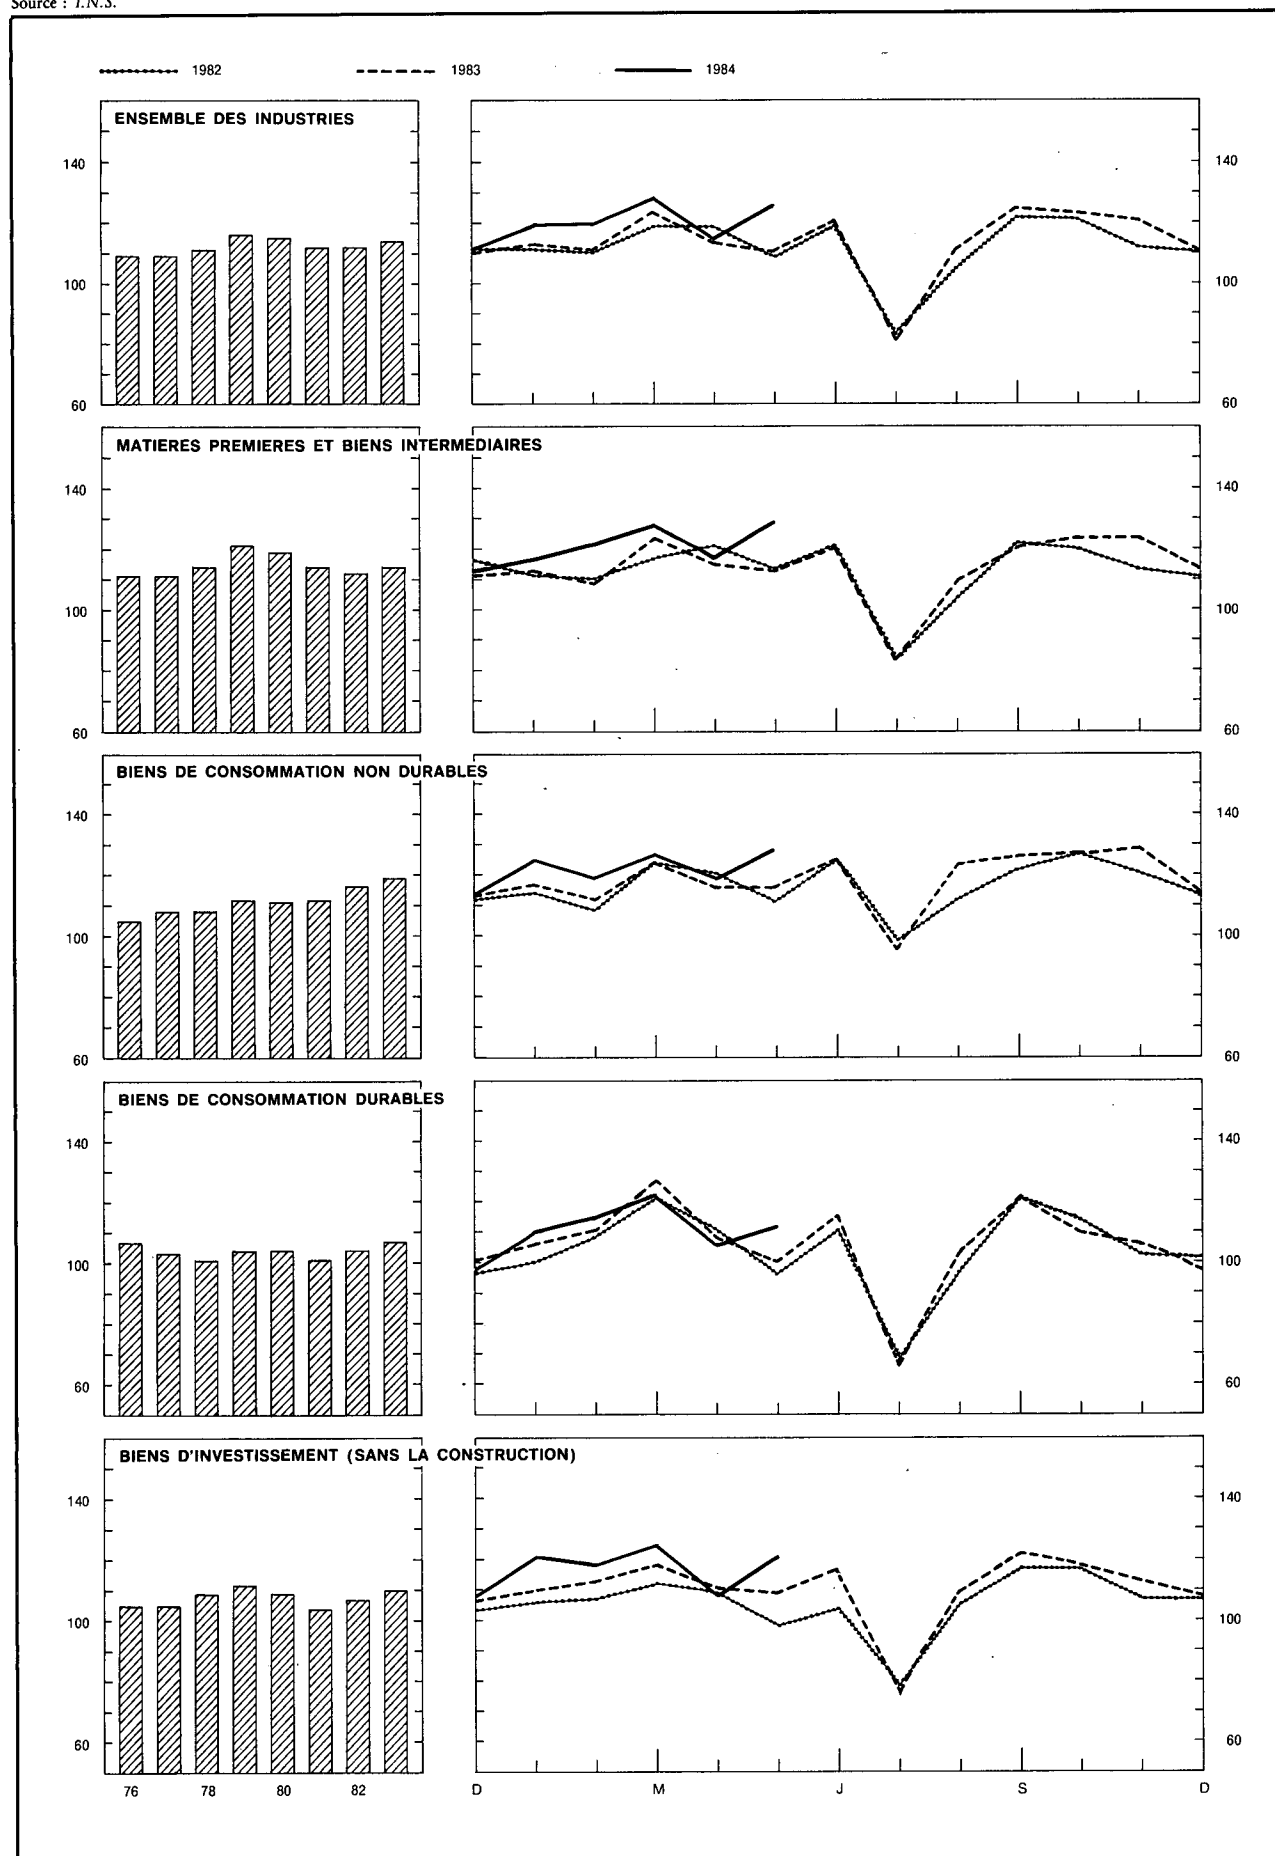 Source : I.N.S.
1982 1983 1984
ENSEMBLE DES INDUSTRIES
140 140
100 100
60 60
MATIERES PREMIERES ET BIENS INTERMEDIAIRES
140 140
100 100
60 60
BIENS DE CONSOMMATION NON DURABLES
140 140
100 100
60 60
BIENS DE CONSOMMATION DURABLES
140 140
100 100
60 60
BIENS D'INVESTISSEMENT (SANS LA CONSTRUCTION)
140 140
100 100
60 60
76 78 80 82 D M J S D